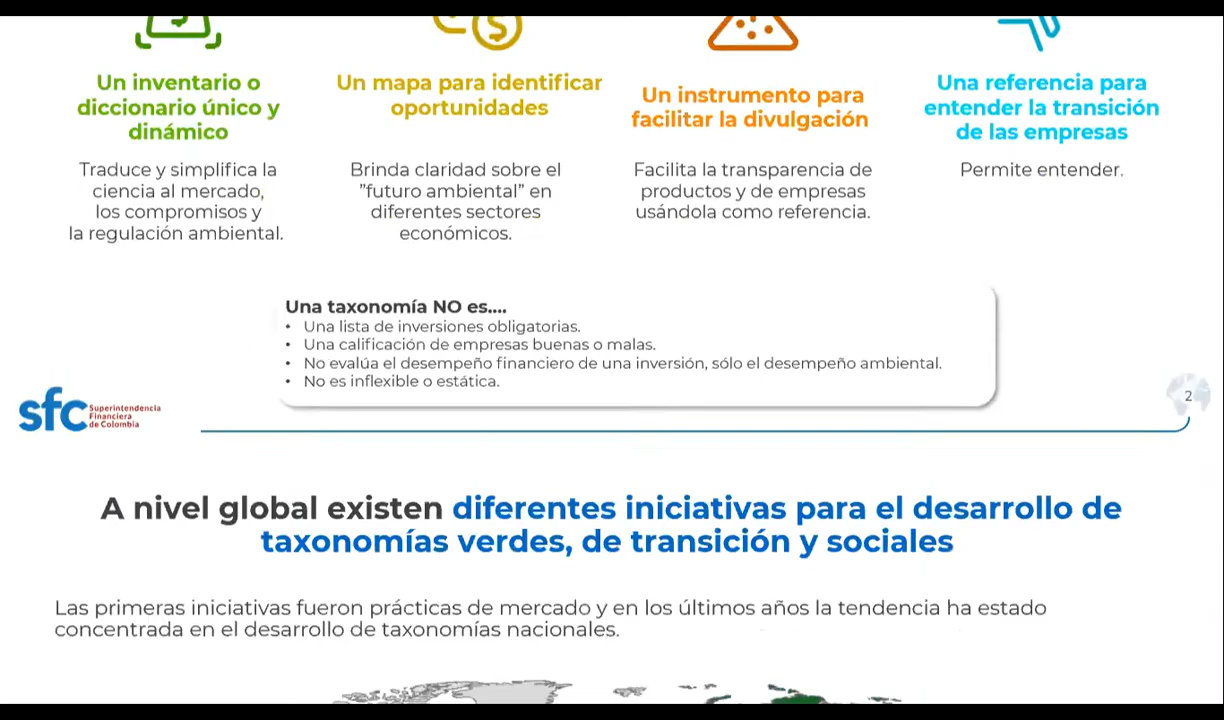 Un inventario o
diccionario único y
dinámico
Traduce y simplifica la
ciencia al mercado,
los compromisos y
la regulación ambiental.
Un mapa para identificar
oportunidades
Brinda claridad sobre el
”futuro ambiental” en
diferentes sectores
económicos.
Un instrumento para
facilitar la divulgación
Facilita la transparencia de
productos y de empresas
usándola como referencia.
Una referencia para
entender la transición
de las empresas
Permite entender.
Una taxonomía NO es....
• Una lista de inversiones obligatorias.
• Una calificación de empresas buenas o malas.
• No evalúa el desempeño financiero de una inversión, sólo el desempeño ambiental.
• No es inflexible o estática.
sfc Superintendencia
Financiera
de Colombia
2
A nivel global existen diferentes iniciativas para el desarrollo de
taxonomías verdes, de transición y sociales
Las primeras iniciativas fueron prácticas de mercado y en los últimos años la tendencia ha estado
concentrada en el desarrollo de taxonomías nacionales.